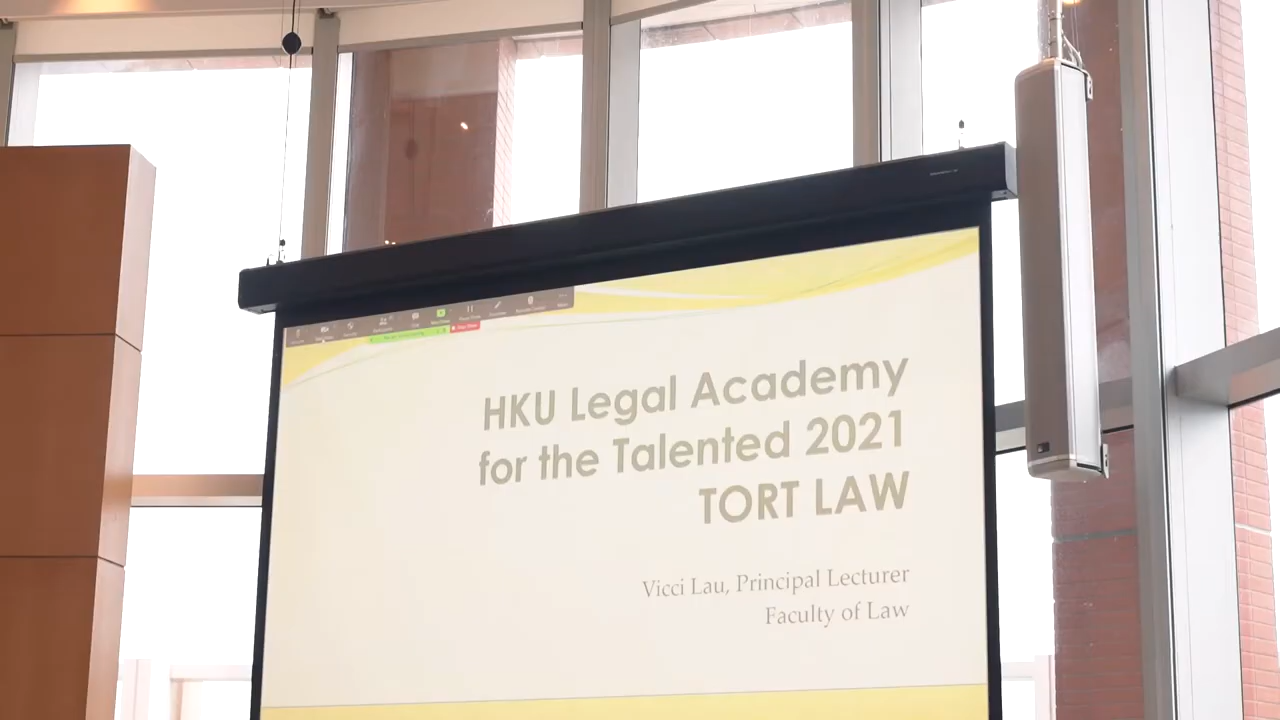 HKU Legal Academy
for the Talented 2021
TORT LAW
Vicci Lau, Principal Lecturer
Faculty of Law